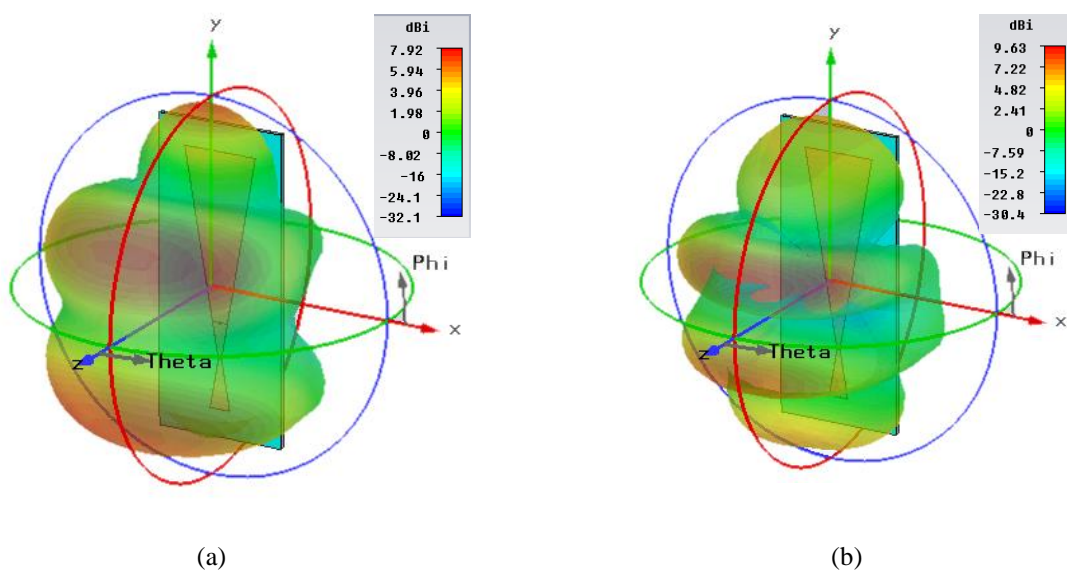 dBi
7.92
5.94
3.96
1.98
0
-8.02
-16
-24.1
-32.1
y
Phi
x
z
Theta
dBi
9.63
7.22
4.82
2.41
0
-7.59
-15.2
-22.8
-30.4
y
Phi
x
z
Theta
(a)
(b)